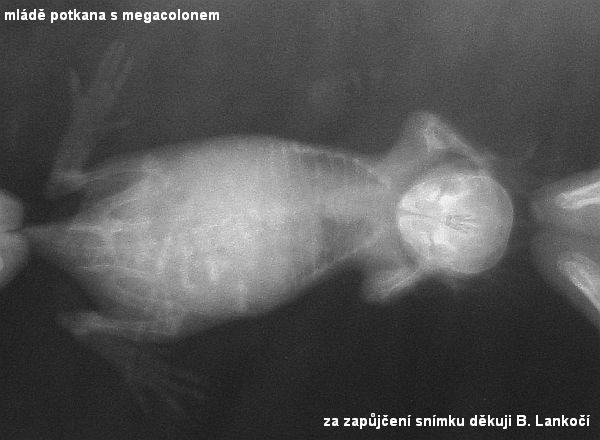 mládě potkana s megacolonem
za zapůjčení snímku děkuji B. Lankočí